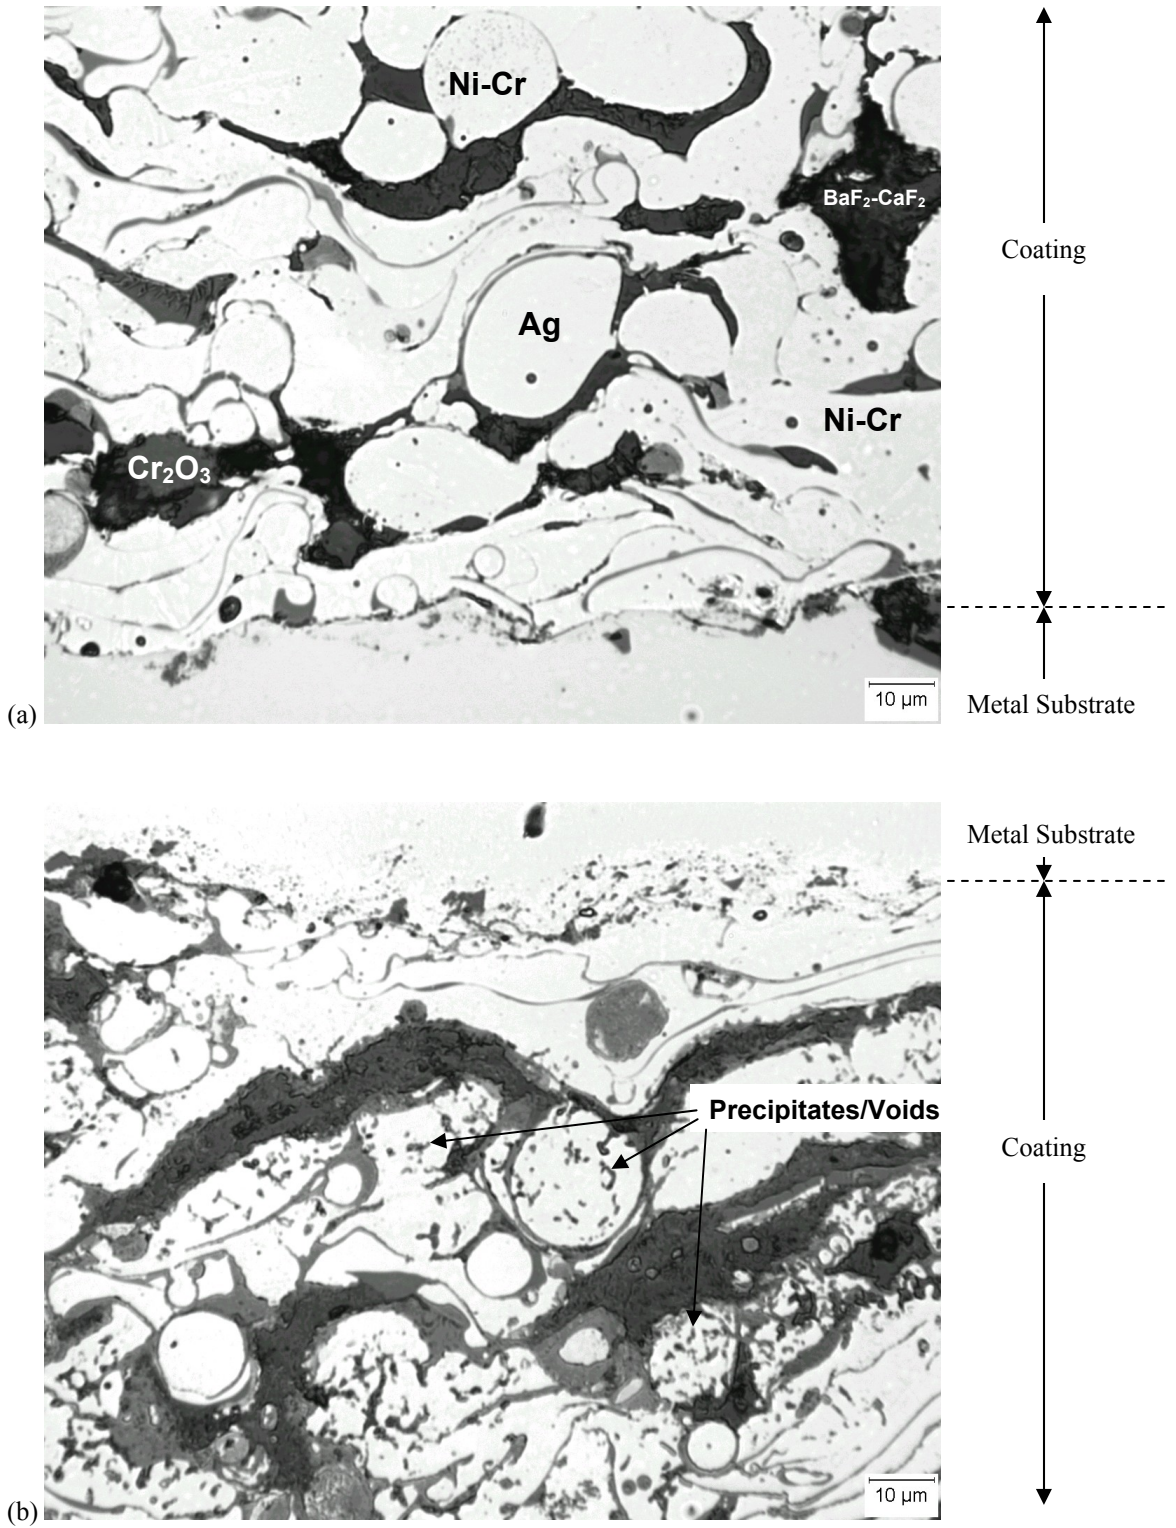 Ni-Cr
BaF₂-CaF₂
Coating
Ag
Ni-Cr
Cr₂O₃
10 µm
(a)
Metal Substrate
Metal Substrate
Precipitates/Voids
Coating
10 µm
(b)